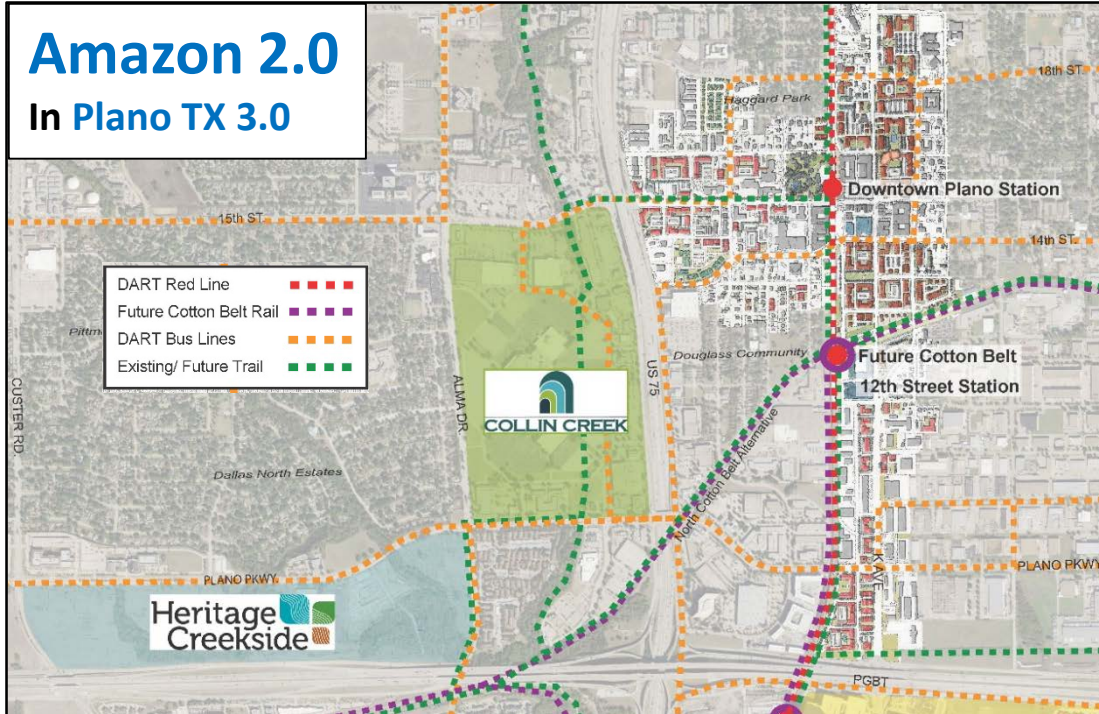 Amazon 2.0
In Plano TX 3.0
18th ST.
Haggard Park
Downtown Plano Station
15th ST.
14th ST.
DART Red Line
Future Cotton Belt Rail
DART Bus Lines
Existing/ Future Trail
CUSTER RD.
ALMA DR.
US 75
Douglass Community
Future Cotton Belt
12th Street Station
COLLIN CREEK
Dallas North Estates
North Cotton Belt Alternative
K AVE
PLANO PKWY
PLANO PKWY
Heritage
Creekside
PGBT